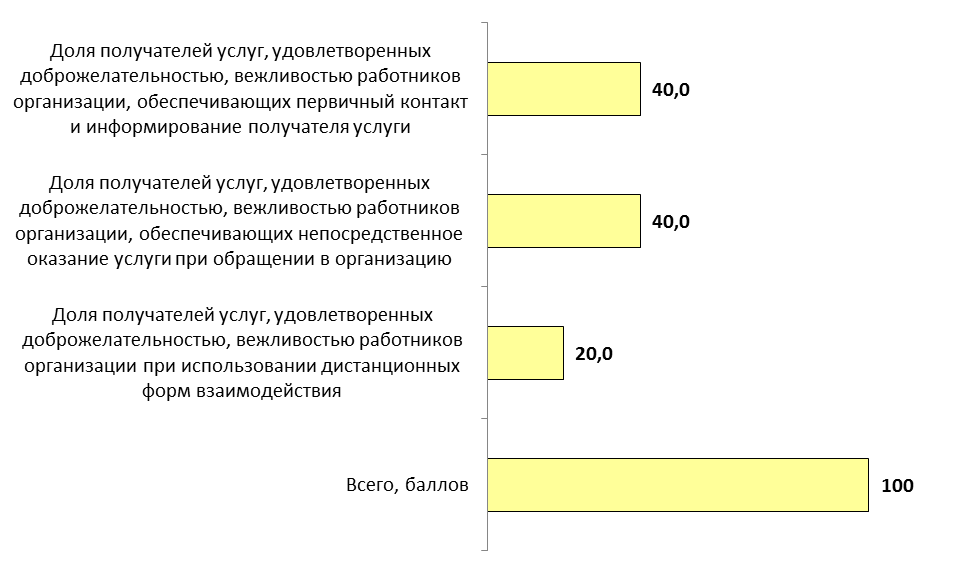 Доля получателей услуг, удовлетворенных
доброжелательностью, вежливостью работников
организации, обеспечивающих первичный контакт
и информирование получателя услуги
40,0
Доля получателей услуг, удовлетворенных
доброжелательностью, вежливостью работников
организации, обеспечивающих непосредственное
оказание услуги при обращении в организацию
40,0
Доля получателей услуг, удовлетворенных
доброжелательностью, вежливостью работников
организации при использовании дистанционных
форм взаимодействия
20,0
Всего, баллов
100